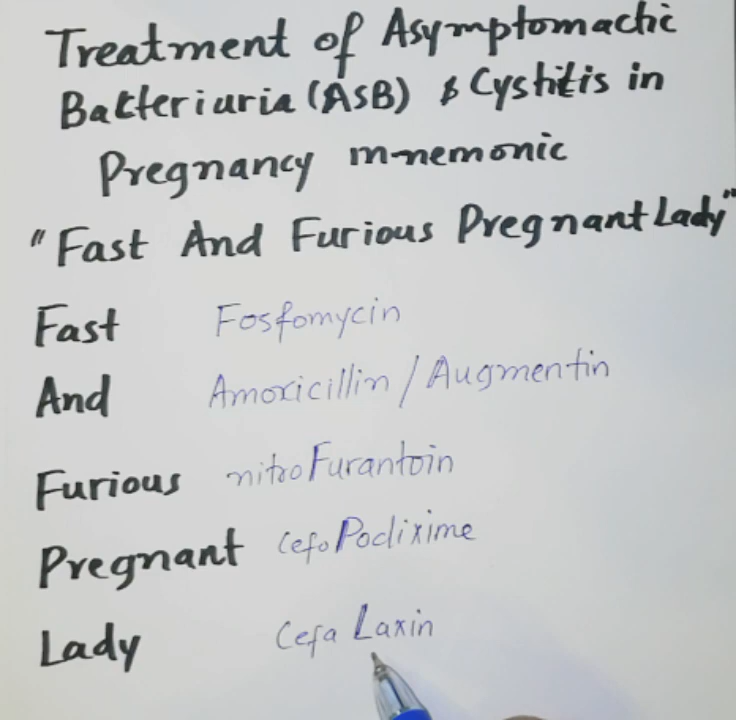 Treatment of Asymptomactic
Bacteriuria (ASB) & Cystitis in
Pregnancy mnemonic
"Fast And Furious Pregnant Lady"
Fast Fosfomycin
And Amoxicillin / Augmentin
Furious nitroFurantoin
Pregnant CefoPodixime
Lady Cefa Laxin